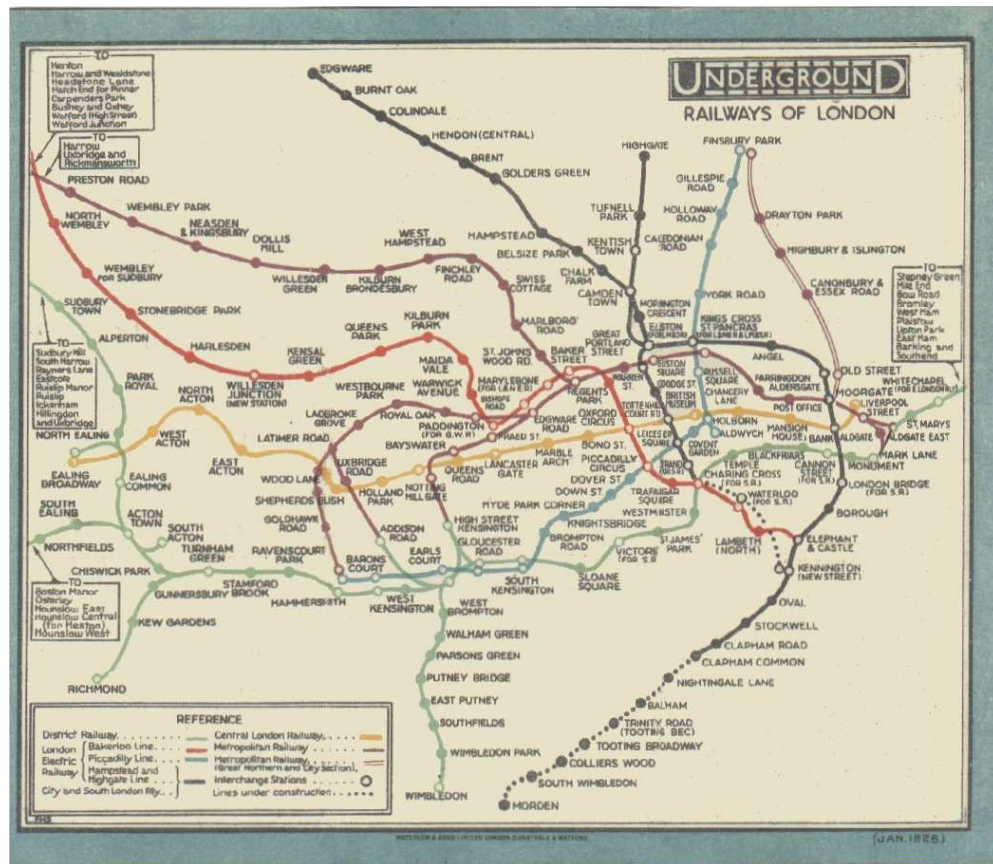 UNDERGROUND
RAILWAYS OF LONDON
TO
Kenton
Harrow and Wealdstone
Headstone Lane
Hatch End for Pinner
Carpenders Park
Bushey and Oxhey
Watford (High Street)
Watford Junction
TO
Harrow
Uxbridge and
Rickmansworth
EDGWARE
BURNT OAK
COLINDALE
HENDON (CENTRAL)
BRENT
GOLDERS GREEN
HAMPSTEAD
BELSIZE PARK
CHALK
FARM
CAMDEN
TOWN
HIGHGATE
TUFNELL
PARK
KENTISH
TOWN
FINSBURY PARK
GILLESPIE
ROAD
HOLLOWAY
ROAD
CALEDONIAN
ROAD
YORK ROAD
DRAYTON PARK
HIGHBURY & ISLINGTON
CANONBURY &
ESSEX ROAD
OLD STREET
MOORGATE
TO
Stepney Green
Mile End
Bow Road
Bromley
West Ham
Plaistow
Upton Park
East Ham
Barking and
Southend
PRESTON ROAD
WEMBLEY PARK
NEASDEN
& KINGSBURY
DOLLIS
HILL
WILLESDEN
GREEN
KILBURN
BRONDESBURY
WEST
HAMPSTEAD
FINCHLEY
ROAD
SWISS
COTTAGE
MARLBORO'
ROAD
ST. JOHNS
WOOD RD.
BAKER
STREET
GREAT
PORTLAND
STREET
NORTH
WEMBLEY
WEMBLEY
FOR SUDBURY
STONEBRIDGE PARK
HARLESDEN
WILLESDEN
JUNCTION
(NEW STATION)
KENSAL
GREEN
QUEENS
PARK
KILBURN
PARK
MAIDA
VALE
WARWICK
AVENUE
PADDINGTON
(FOR G.W.R)
MARYLEBONE
BISHOPS
ROAD
PRAED ST.
EDGWARE
ROAD
REGENTS
PARK
OXFORD
CIRCUS
PICCADILLY
CIRCUS
TRAFALGAR
SQUARE
CHARING CROSS
(FOR S.R.)
WATERLOO
(FOR S.R.)
LAMBETH
(NORTH)
ELEPHANT
& CASTLE
MORNINGTON
CRESCENT
EUSTON
KINGS CROSS
ST PANCRAS
ANGEL
WARREN
ST.
EUSTON
SQUARE
GOODGE ST.
TOTTENHAM
COURT RD
LEICESTER
SQUARE
STRAND
RUSSELL
SQUARE
BRITISH
MUSEUM
CHANCERY
LANE
HOLBORN
ALDWYCH
COVENT
GARDEN
FARRINGDON
ALDERSGATE
POST OFFICE
BANK
LIVERPOOL
STREET
WHITECHAPEL
ST. MARYS
ALDGATE EAST
ALDGATE
MARK LANE
MONUMENT
CANNON
STREET
(FOR S.R.)
MANSION
HOUSE
BLACKFRIARS
TEMPLE
LONDON BRIDGE
(FOR S.R.)
BOROUGH
KENNINGTON
(NEW STREET)
OVAL
STOCKWELL
CLAPHAM ROAD
CLAPHAM COMMON
NIGHTINGALE LANE
BALHAM
TRINITY ROAD
(TOOTING BEC)
TOOTING BROADWAY
COLLIERS WOOD
SOUTH WIMBLEDON
MORDEN
SUDBURY
TOWN
ALPERTON
PARK
ROYAL
TO
Sudbury Hill
South Harrow
Rayners Lane
Eastcote
Ruislip Manor
Ruislip
Ickenham
Hillingdon
and Uxbridge
NORTH EALING
EALING
BROADWAY
EALING
COMMON
WEST
ACTON
NORTH
ACTON
EAST
ACTON
WOOD LANE
SHEPHERDS BUSH
GOLDHAWK
ROAD
LATIMER ROAD
LADBROKE
GROVE
WESTBOURNE
PARK
ROYAL OAK
UXBRIDGE
ROAD
HOLLAND
PARK
NOTTING
HILL GATE
BAYSWATER
QUEENS
ROAD
LANCASTER
GATE
MARBLE
ARCH
BOND ST.
ADDISON
ROAD
HIGH STREET
KENSINGTON
GLOUCESTER
ROAD
DOVER ST.
DOWN ST.
HYDE PARK CORNER
KNIGHTSBRIDGE
BROMPTON
ROAD
SOUTH
KENSINGTON
SLOANE
SQUARE
VICTORIA
(FOR S.R
ST. JAMES'
PARK
WESTMINSTER
SOUTH
EALING
NORTHFIELDS
ACTON
TOWN
SOUTH
ACTON
CHISWICK PARK
TURNHAM
GREEN
GUNNERSBURY
STAMFORD
BROOK
RAVENSCOURT
PARK
HAMMERSMITH
BARONS
COURT
WEST
KENSINGTON
EARLS
COURT
KEW GARDENS
RICHMOND
TO
Boston Manor
Osterley
Hounslow East
Hounslow Central
(for Heston)
Hounslow West
WEST
BROMPTON
WALHAM GREEN
PARSONS GREEN
PUTNEY BRIDGE
EAST PUTNEY
SOUTHFIELDS
WIMBLEDON PARK
WIMBLEDON
REFERENCE
District Railway
London
Electric
Railway
Bakerloo Line
Piccadilly Line
Hampstead and
Highgate Line
City and South London Rly.
Central London Railway
Metropolitan Railway
Metropolitan Railway
(Great Northern and City Section)
Interchange Stations
Lines under construction
(JAN. 1926)